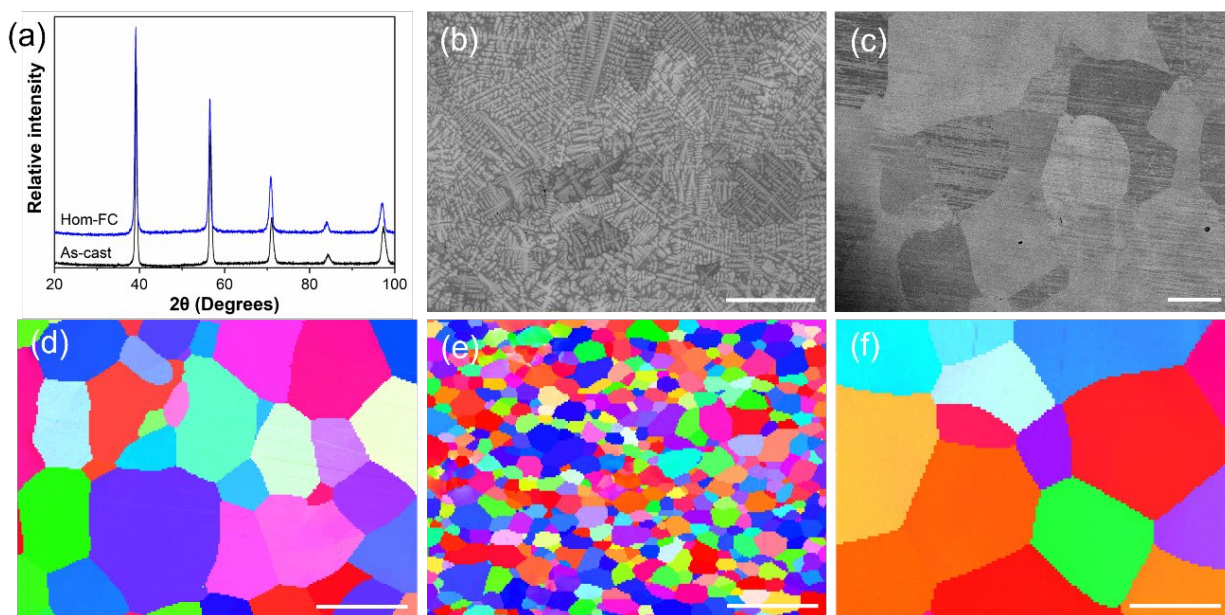 (a)
Relative intensity
Hom-FC
As-cast
20 40 60 80 100
2θ (Degrees)
(b)
(c)
(d)
(e)
(f)